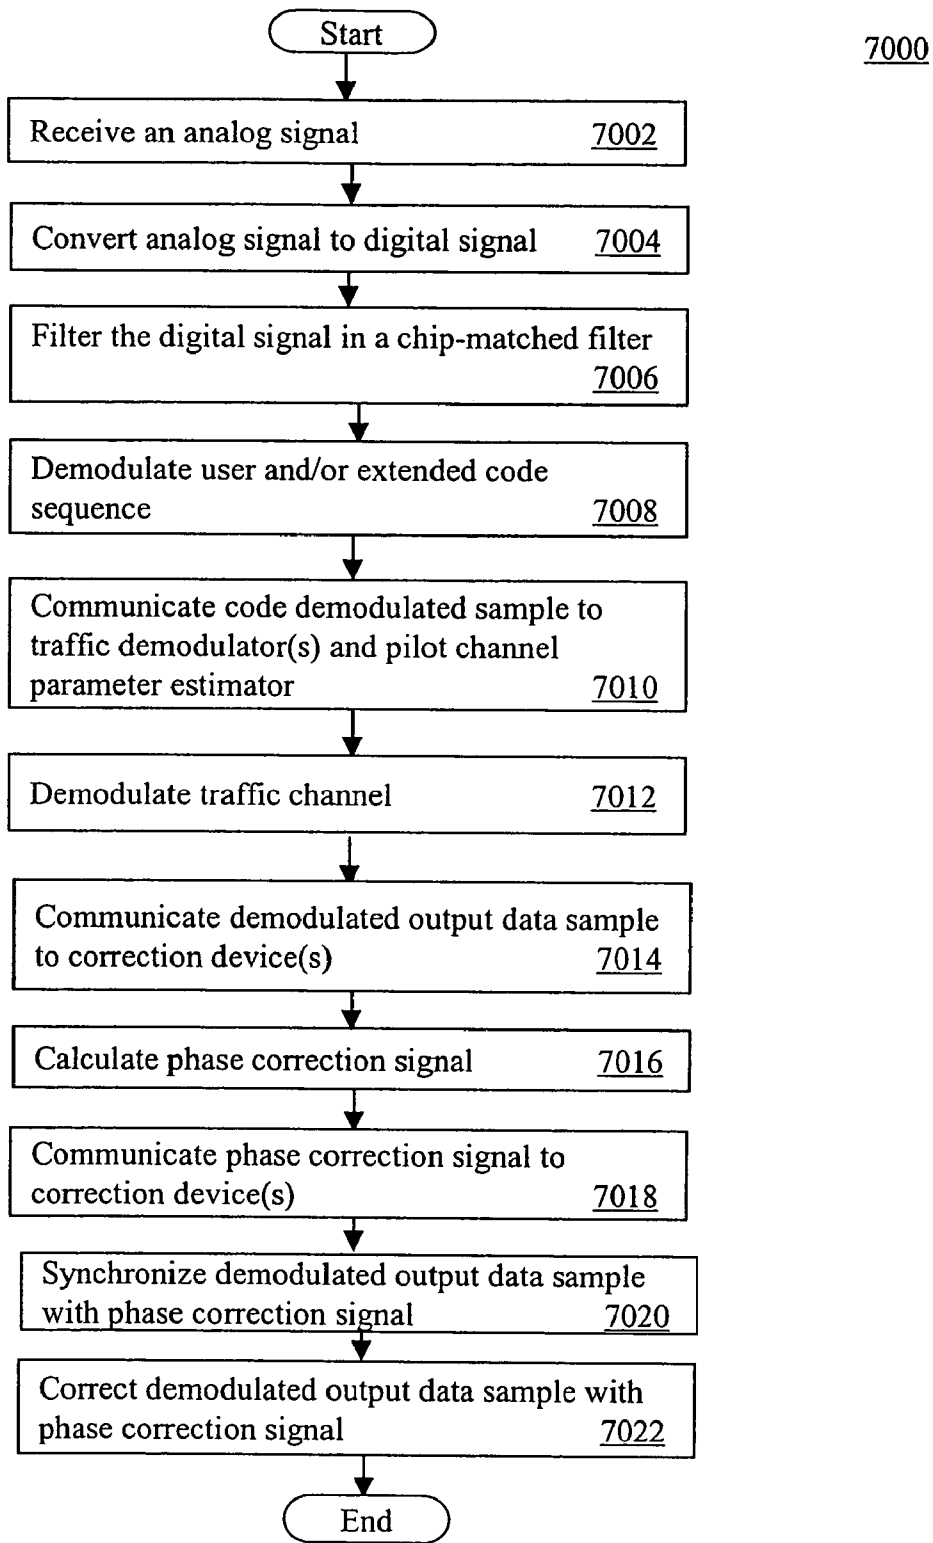 Start
7000
Receive an analog signal 7002
Convert analog signal to digital signal 7004
Filter the digital signal in a chip-matched filter
7006
Demodulate user and/or extended code
sequence 7008
Communicate code demodulated sample to
traffic demodulator(s) and pilot channel
parameter estimator 7010
Demodulate traffic channel 7012
Communicate demodulated output data sample
to correction device(s) 7014
Calculate phase correction signal 7016
Communicate phase correction signal to
correction device(s) 7018
Synchronize demodulated output data sample
with phase correction signal 7020
Correct demodulated output data sample with
phase correction signal 7022
End